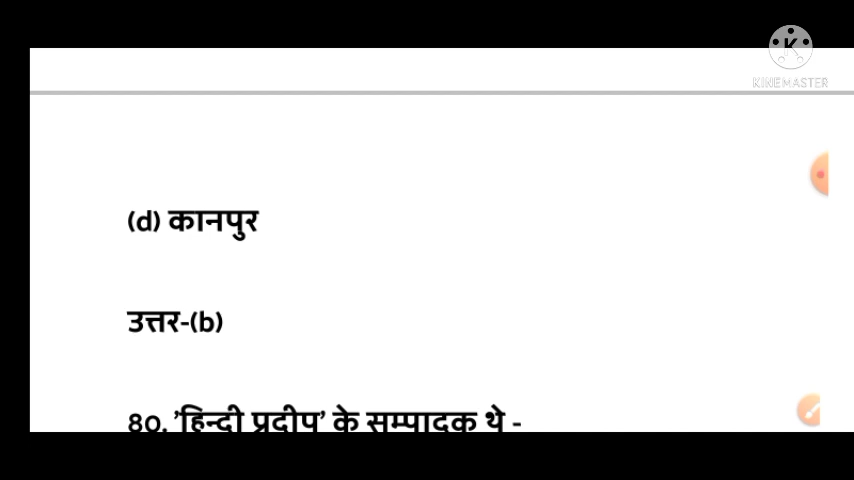 KINEMASTER
(d) कानपुर
उत्तर-(b)
80. ’हिन्दी प्रदीप’ के सम्पादक थे -